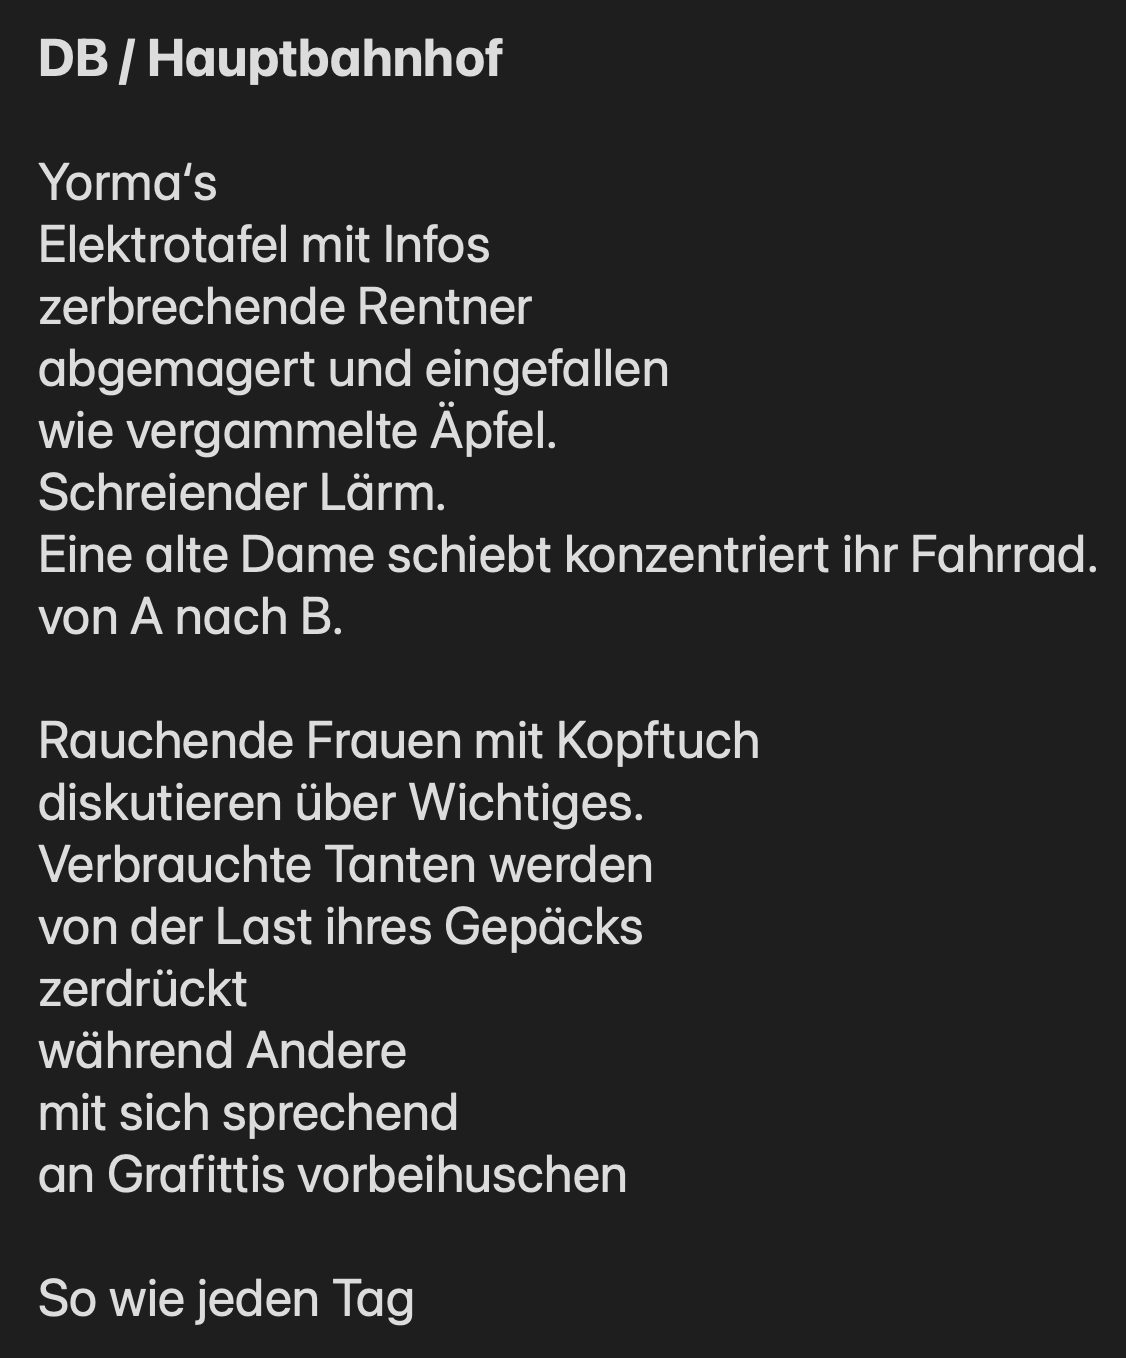 DB / Hauptbahnhof
Yorma‘s
Elektrotafel mit Infos
zerbrechende Rentner
abgemagert und eingefallen
wie vergammelte Äpfel.
Schreiender Lärm.
Eine alte Dame schiebt konzentriert ihr Fahrrad.
von A nach B.
Rauchende Frauen mit Kopftuch
diskutieren über Wichtiges.
Verbrauchte Tanten werden
von der Last ihres Gepäcks
zerdrückt
während Andere
mit sich sprechend
an Grafittis vorbeihuschen
So wie jeden Tag